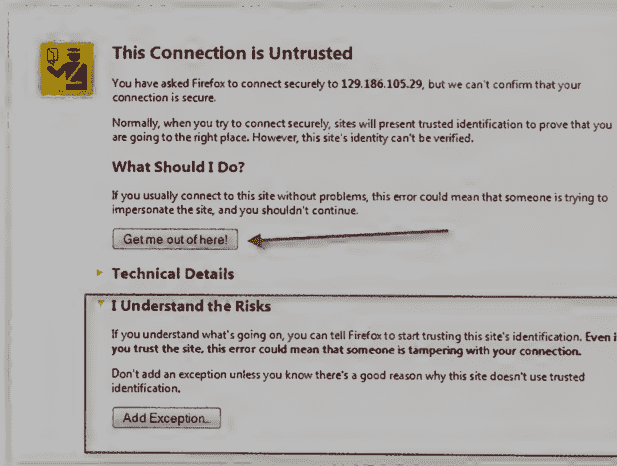 This Connection is Untrusted
You have asked Firefox to connect securely to 129.186.105.29, but we can't confirm that your
connection is secure.
Normally, when you try to connect securely, sites will present trusted identification to prove that you
are going to the right place. However, this site's identity can't be verified.
What Should I Do?
If you usually connect to this site without problems, this error could mean that someone is trying to
impersonate the site, and you shouldn't continue.
Get me out of here!
Technical Details
I Understand the Risks
If you understand what's going on, you can tell Firefox to start trusting this site's identification. Even i
you trust the site, this error could mean that someone is tampering with your connection.
Don't add an exception unless you know there's a good reason why this site doesn't use trusted
identification.
Add Exception...